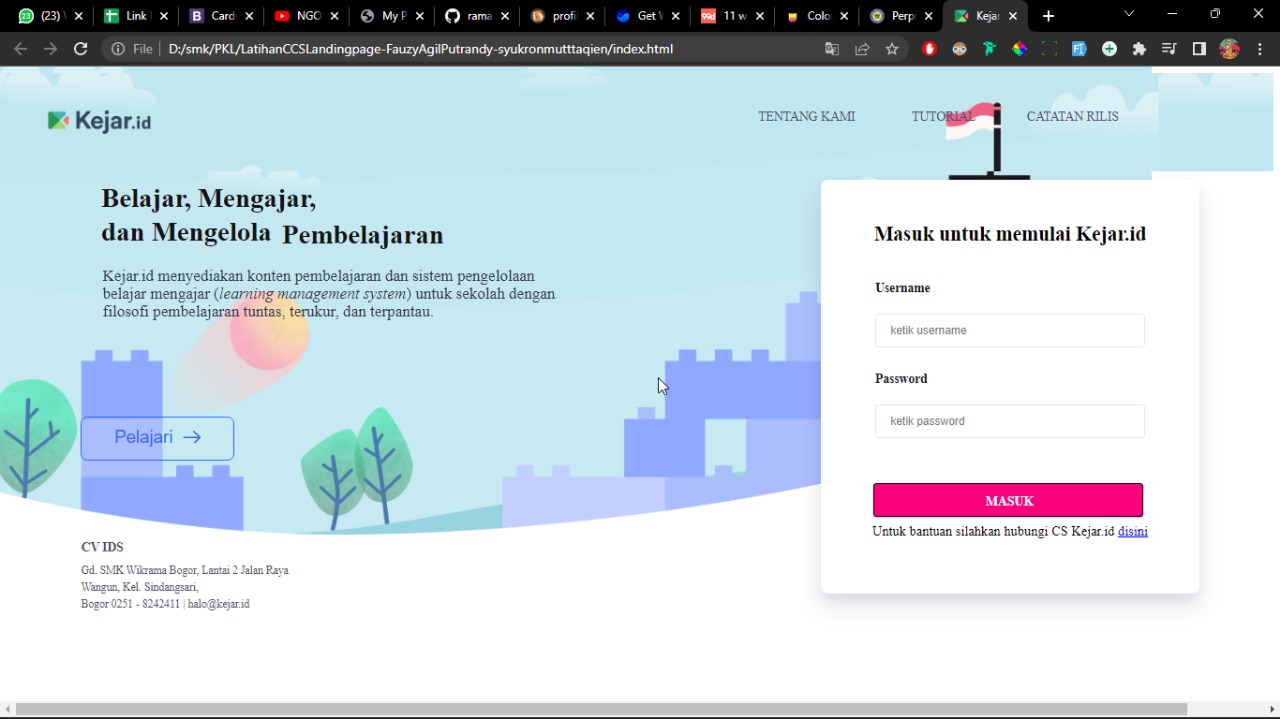 (23) W
Link
Card
NGO
My P
rama
profil
Get V
11 w
Colo
Perp
Kejar
File
D:/smk/PKL/LatihanCCSLandingpage-FauzyAgilPutrandy-syukronmutttaqien/index.html
Kejar.id
TENTANG KAMI
TUTORIAL
CATATAN RILIS
Belajar, Mengajar,
dan Mengelola Pembelajaran
Kejar.id menyediakan konten pembelajaran dan sistem pengelolaan
belajar mengajar (learning management system) untuk sekolah dengan
filosofi pembelajaran tuntas, terukur, dan terpantau.
Pelajari
Masuk untuk memulai Kejar.id
Username
ketik username
Password
ketik password
MASUK
Untuk bantuan silahkan hubungi CS Kejar.id disini
CV IDS
Gd. SMK Wikrama Bogor, Lantai 2 Jalan Raya
Wangun, Kel. Sindangsari,
Bogor 0251 - 8242411 | halo@kejar.id